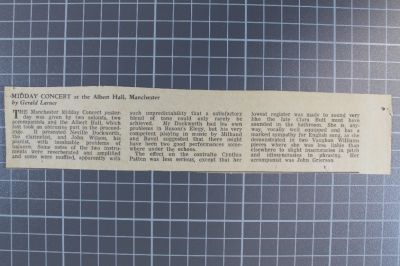 MIDDAY CONCERT at the Albert Hall, Manchester
by Gerald Larner
THE Manchester Midday Concert yester-
day was given by two soloists, two
accompanists and the Albert Hall, which
just took an uncommon part in the proceed-
ings. It presented Neville Duckworth,
the clarinettist, and John Wilson, his
pianist, with insoluble problems of
balance. Some notes of the two instru-
ments were reverberated and amplified
and some were muffled, apparently with
such unpredictability that a satisfactory
blend of tone could only rarely be
achieved. Mr Duckworth had his own
problems in Benson's Elegy, but his very
competent playing in music by Milhaud
and Ravel suggested that there might
have been two good performances some-
where under the echoes.
The effect on the contralto Cynthia
Patton was less serious, except that her
lowest register was made to sound very
like the late Clara Butt must have
sounded in the bathroom. She is, any-
way, vocally well equipped and has a
marked sympathy for English song, as she
demonstrated in two Vaughan Williams
pieces where she was less liable than
elsewhere to slight inaccuracies in pitch
and in phrasing. Her
accompanist was John Grierson.